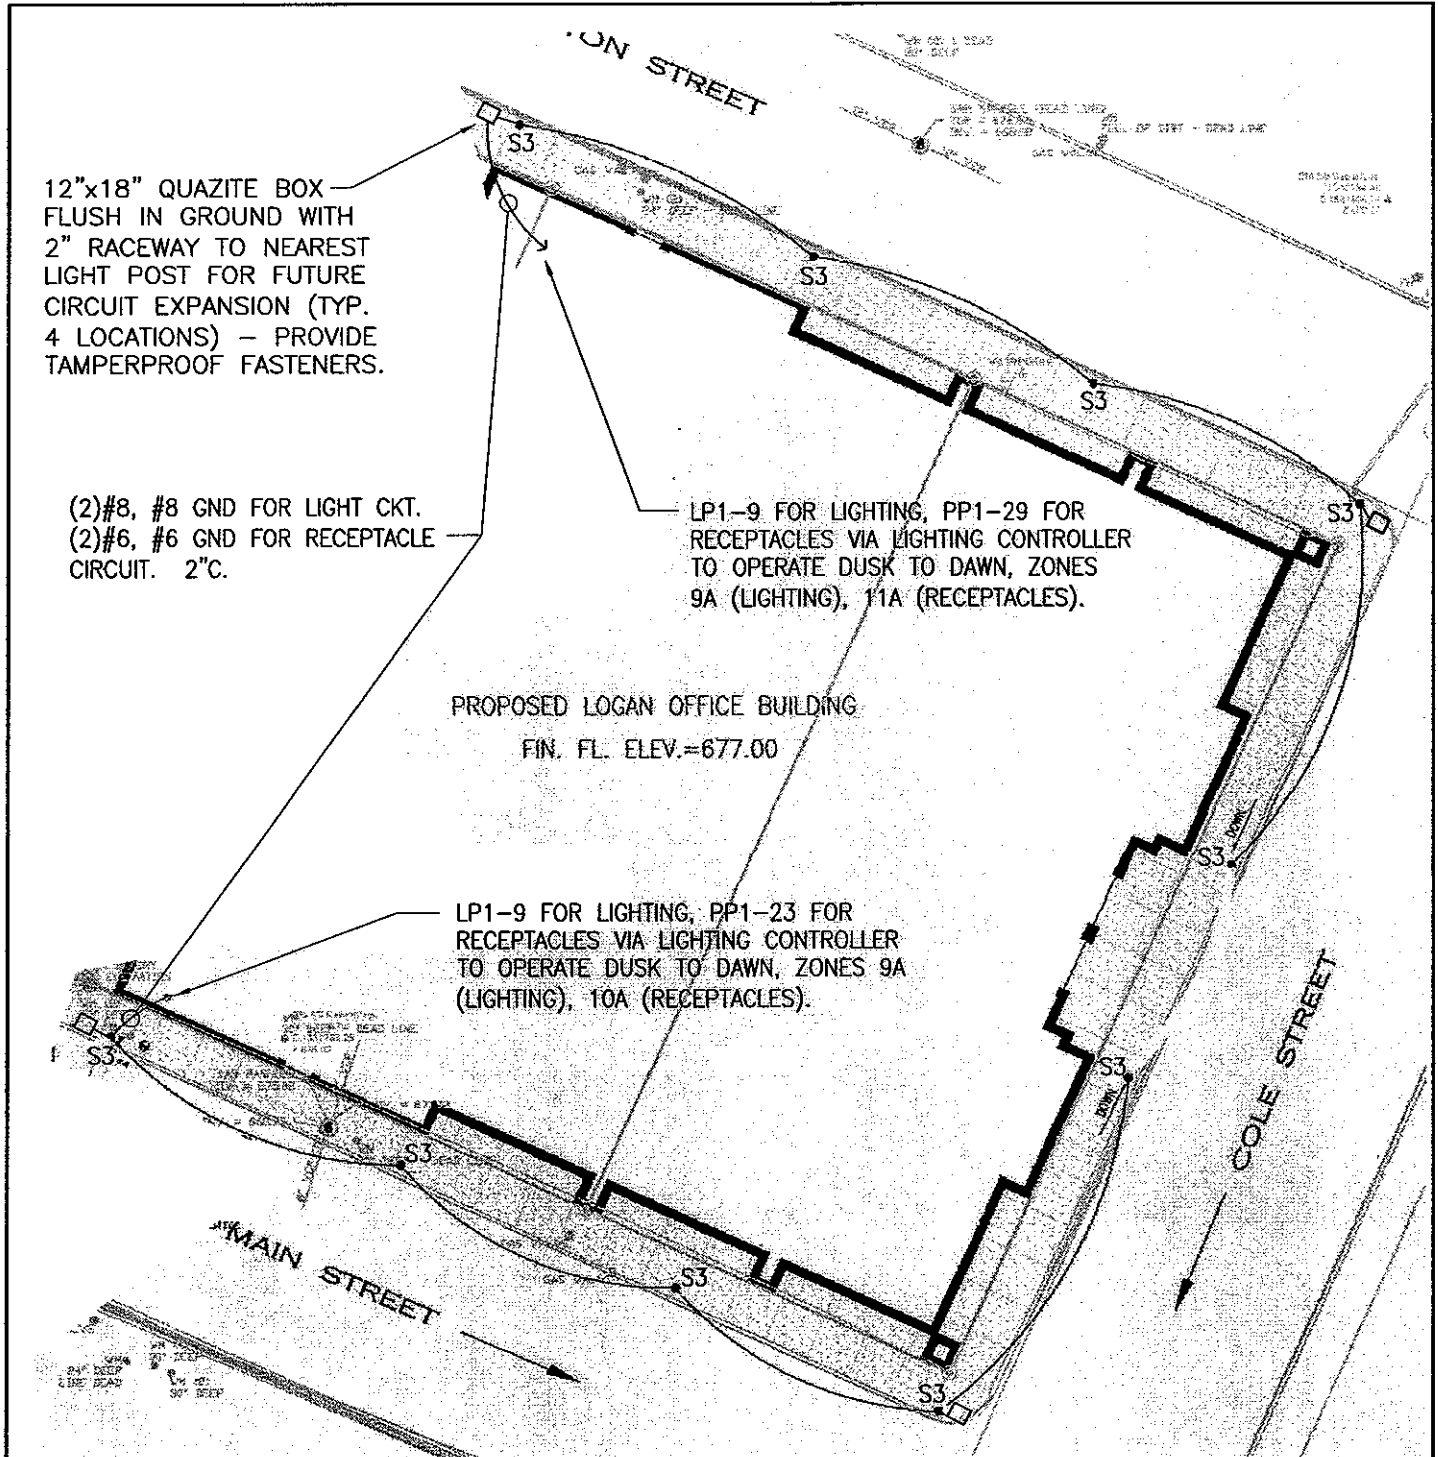 ON STREET
S3
12"x18" QUAZITE BOX
FLUSH IN GROUND WITH
2" RACEWAY TO NEAREST
LIGHT POST FOR FUTURE
CIRCUIT EXPANSION (TYP.
4 LOCATIONS) – PROVIDE
TAMPERPROOF FASTENERS.
S3
S3
S3
(2)#8, #8 GND FOR LIGHT CKT.
(2)#6, #6 GND FOR RECEPTACLE
CIRCUIT. 2"C.
LP1–9 FOR LIGHTING, PP1–29 FOR
RECEPTACLES VIA LIGHTING CONTROLLER
TO OPERATE DUSK TO DAWN, ZONES
9A (LIGHTING), 11A (RECEPTACLES).
PROPOSED LOGAN OFFICE BUILDING
FIN. FL. ELEV.=677.00
DOWN
S3
LP1–9 FOR LIGHTING, PP1–23 FOR
RECEPTACLES VIA LIGHTING CONTROLLER
TO OPERATE DUSK TO DAWN, ZONES 9A
(LIGHTING), 10A (RECEPTACLES).
COLE STREET
S3
S3
DOWN
S3
MAIN STREET
S3
S3